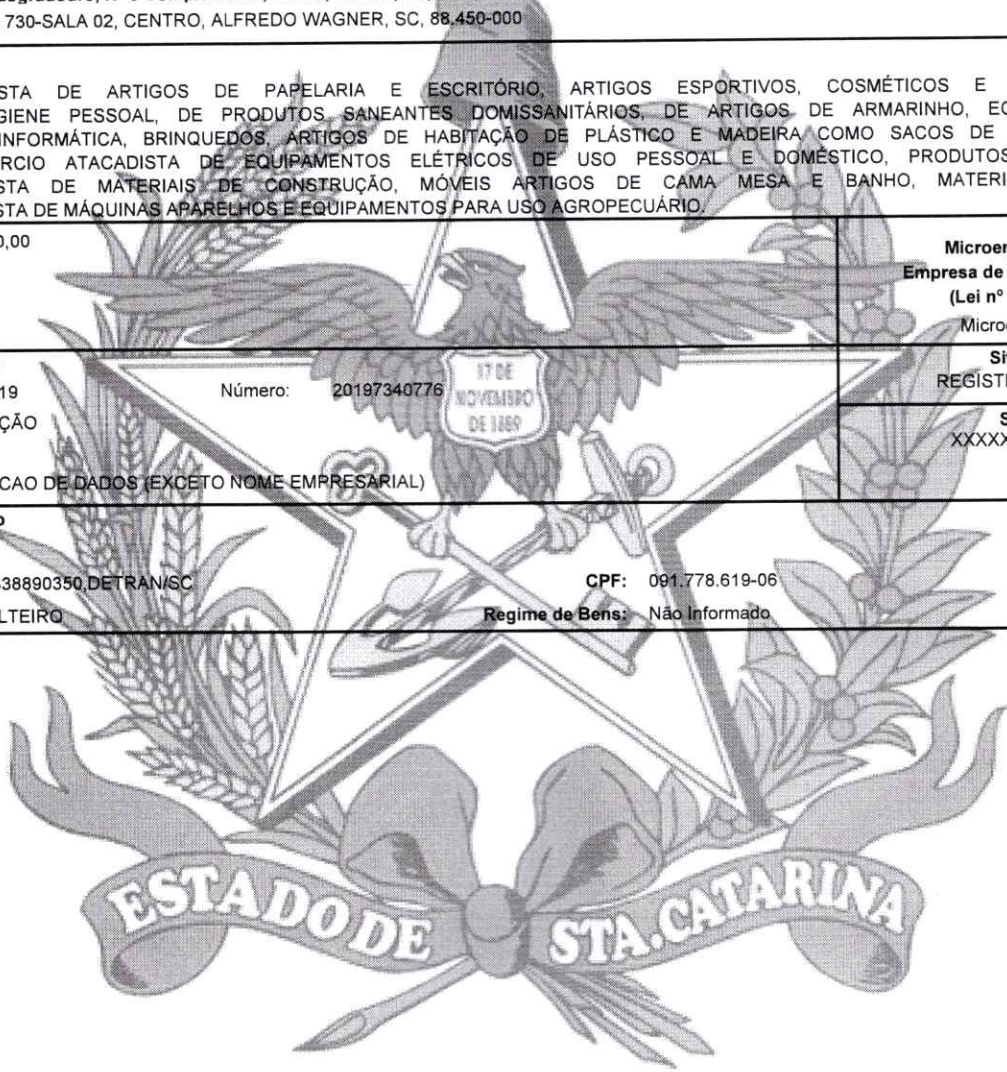 730-SALA 02, CENTRO, ALFREDO WAGNER, SC, 88.450-000
STA DE ARTIGOS DE PAPELARIA E ESCRITÓRIO, ARTIGOS ESPORTIVOS, COSMÉTICOS E
GIENE PESSOAL, DE PRODUTOS SANEANTES DOMISSANITÁRIOS, DE ARTIGOS DE ARMARINHO, EQ
INFORMÁTICA, BRINQUEDOS, ARTIGOS DE HABITAÇÃO DE PLÁSTICO E MADEIRA COMO SACOS DE
RCIO ATACADISTA DE EQUIPAMENTOS ELÉTRICOS DE USO PESSOAL E DOMÉSTICO, PRODUTOS
STA DE MATERIAIS DE CONSTRUÇÃO, MÓVEIS ARTIGOS DE CAMA MESA E BANHO, MATERI
STA DE MÁQUINAS APARELHOS E EQUIPAMENTOS PARA USO AGROPECUÁRIO,
0,00
Microe
Empresa de
(Lei nº
Micro
19 Número: 20197340776
ÇÃO
CAO DE DADOS (EXCETO NOME EMPRESARIAL)
Si
REGIST
S
XXXXX
17 DE
NOVEMBRO
DE 1889
38890350,DETRAN/SC CPF: 091.778.619-06
LTEIRO Regime de Bens: Não Informado
ESTADO DE STA.CATARINA